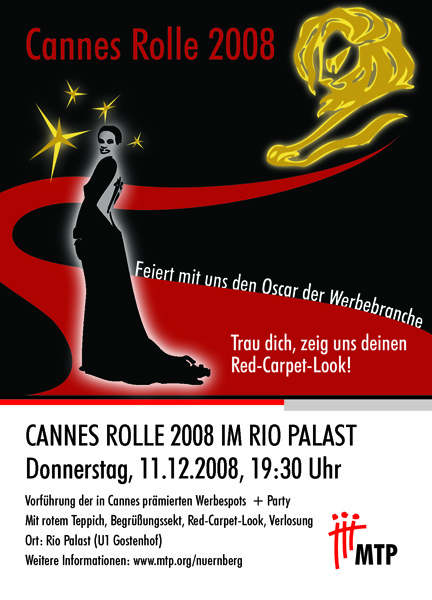 Cannes Rolle 2008
Feiert mit uns den Oscar der Werbebranche
Trau dich, zeig uns deinen
Red-Carpet-Look!
CANNES ROLLE 2008 IM RIO PALAST
Donnerstag, 11.12.2008, 19:30 Uhr
Vorführung der in Cannes prämierten Werbespots + Party
Mit rotem Teppich, Begrüßungssekt, Red-Carpet-Look, Verlosung
Ort: Rio Palast (U1 Gostenhof)
Weitere Informationen: www.mtp.org/nuernberg
MTP